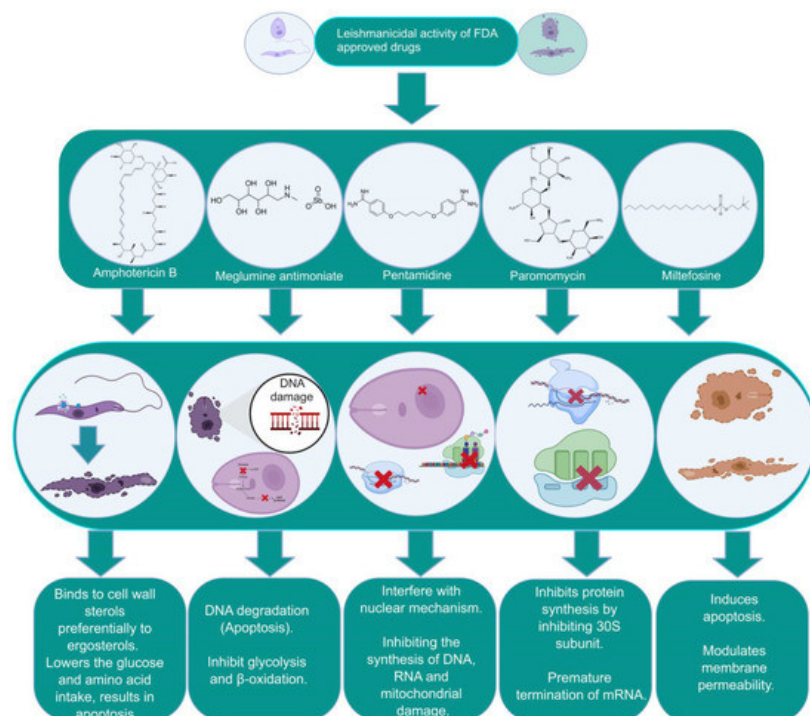 Leishmanicidal activity of FDA
approved drugs
Amphotericin B
Meglumine antimoniate
Pentamidine
Paromomycin
Miltefosine
DNA
damage
Binds to cell wall
sterols
preferentially to
ergosterols.
Lowers the glucose
and amino acid
intake, results in
apoptosis
DNA degradation
(Apoptosis).
Inhibit glycolysis
and β-oxidation.
Interfere with
nuclear mechanism.
Inhibiting the
synthesis of DNA,
RNA and
mitochondrial
damage.
Inhibits protein
synthesis by
inhibiting 30S
subunit.
Premature
termination of mRNA.
Induces
apoptosis.
Modulates
membrane
permeability.